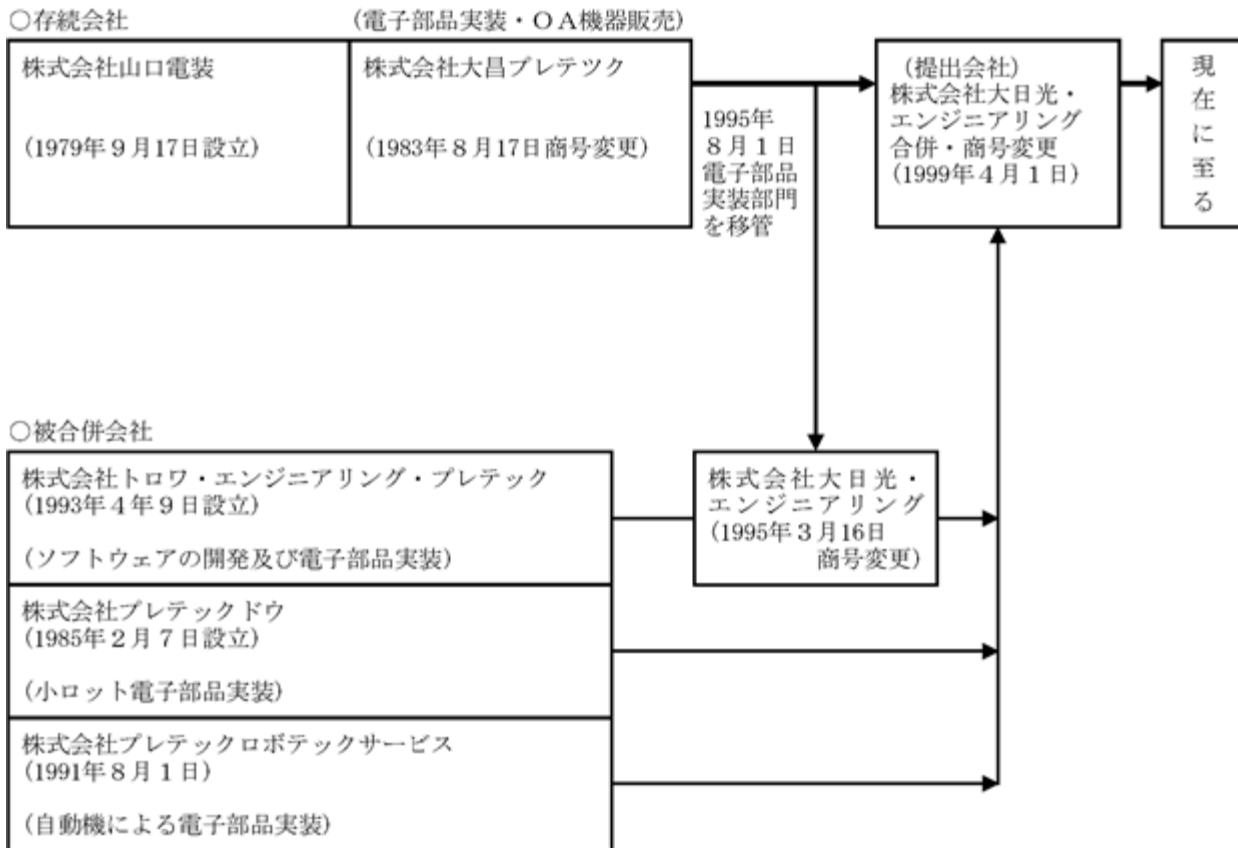 ○存続会社
(電子部品実装・ＯＡ機器販売)
株式会社山口電装
(1979年９月17日設立)
株式会社大昌プレテツク
(1983年８月17日商号変更)
1995年
８月１日
電子部品
実装部門
を移管
(提出会社)
株式会社大日光・
エンジニアリング
合併・商号変更
(1999年４月１日)
現
在
に
至
る
○被合併会社
株式会社トロワ・エンジニアリング・プレテック
(1993年４年９日設立)
(ソフトウェアの開発及び電子部品実装)
株式会社大日光・
エンジニアリング
(1995年３月16日
商号変更)
株式会社プレテックドウ
(1985年２月７日設立)
(小ロット電子部品実装)
株式会社プレテックロボテックサービス
(1991年８月１日)
(自動機による電子部品実装)